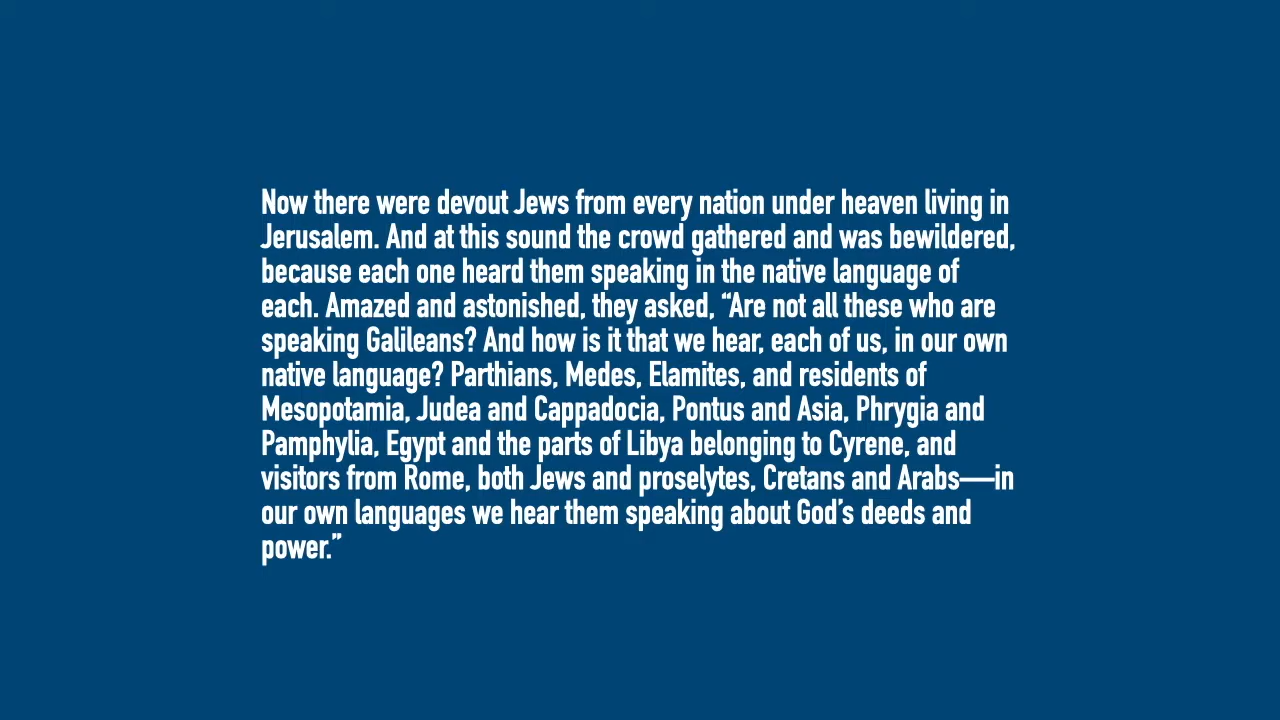 Now there were devout Jews from every nation under heaven living in
Jerusalem. And at this sound the crowd gathered and was bewildered,
because each one heard them speaking in the native language of
each. Amazed and astonished, they asked, “Are not all these who are
speaking Galileans? And how is it that we hear, each of us, in our own
native language? Parthians, Medes, Elamites, and residents of
Mesopotamia, Judea and Cappadocia, Pontus and Asia, Phrygia and
Pamphylia, Egypt and the parts of Libya belonging to Cyrene, and
visitors from Rome, both Jews and proselytes, Cretans and Arabs—in
our own languages we hear them speaking about God’s deeds and
power.”